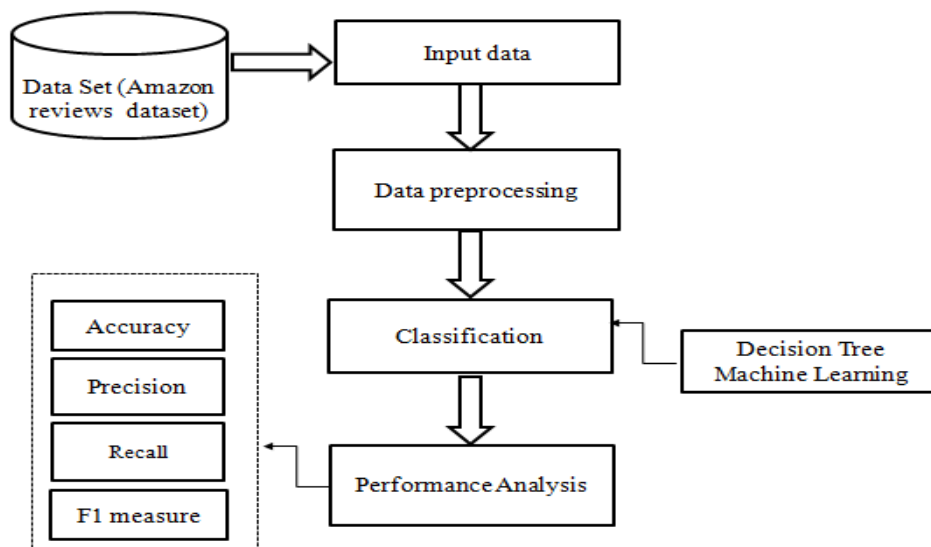 Data Set (Amazon
reviews dataset)
Input data
Data preprocessing
Classification
Decision Tree
Machine Learning
Performance Analysis
Accuracy
Precision
Recall
F1 measure